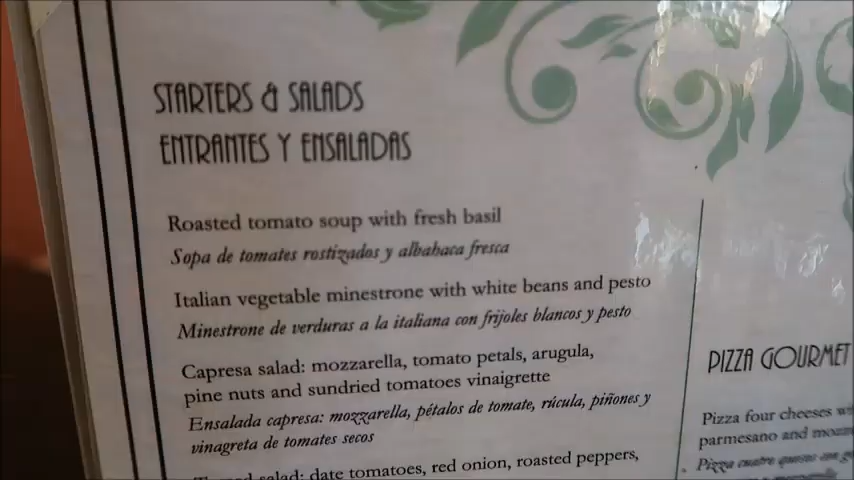 STARTERS & SALADS
ENTRANTES Y ENSALADAS
Roasted tomato soup with fresh basil
Sopa de tomates rostizados y albahaca fresca
Italian vegetable minestrone with white beans and pesto
Minestrone de verduras a la italiana con frijoles blancos y pesto
Capresa salad: mozzarella, tomato petals, arugula,
pine nuts and sundried tomatoes vinaigrette
Ensalada capresa: mozzarella, pétalos de tomate, rúcula, piñones y
vinagreta de tomates secos
salad: date tomatoes, red onion, roasted peppers,
PIZZA GOURMET
Pizza four cheeses
parmesano and
Pizza cuatro quesos con